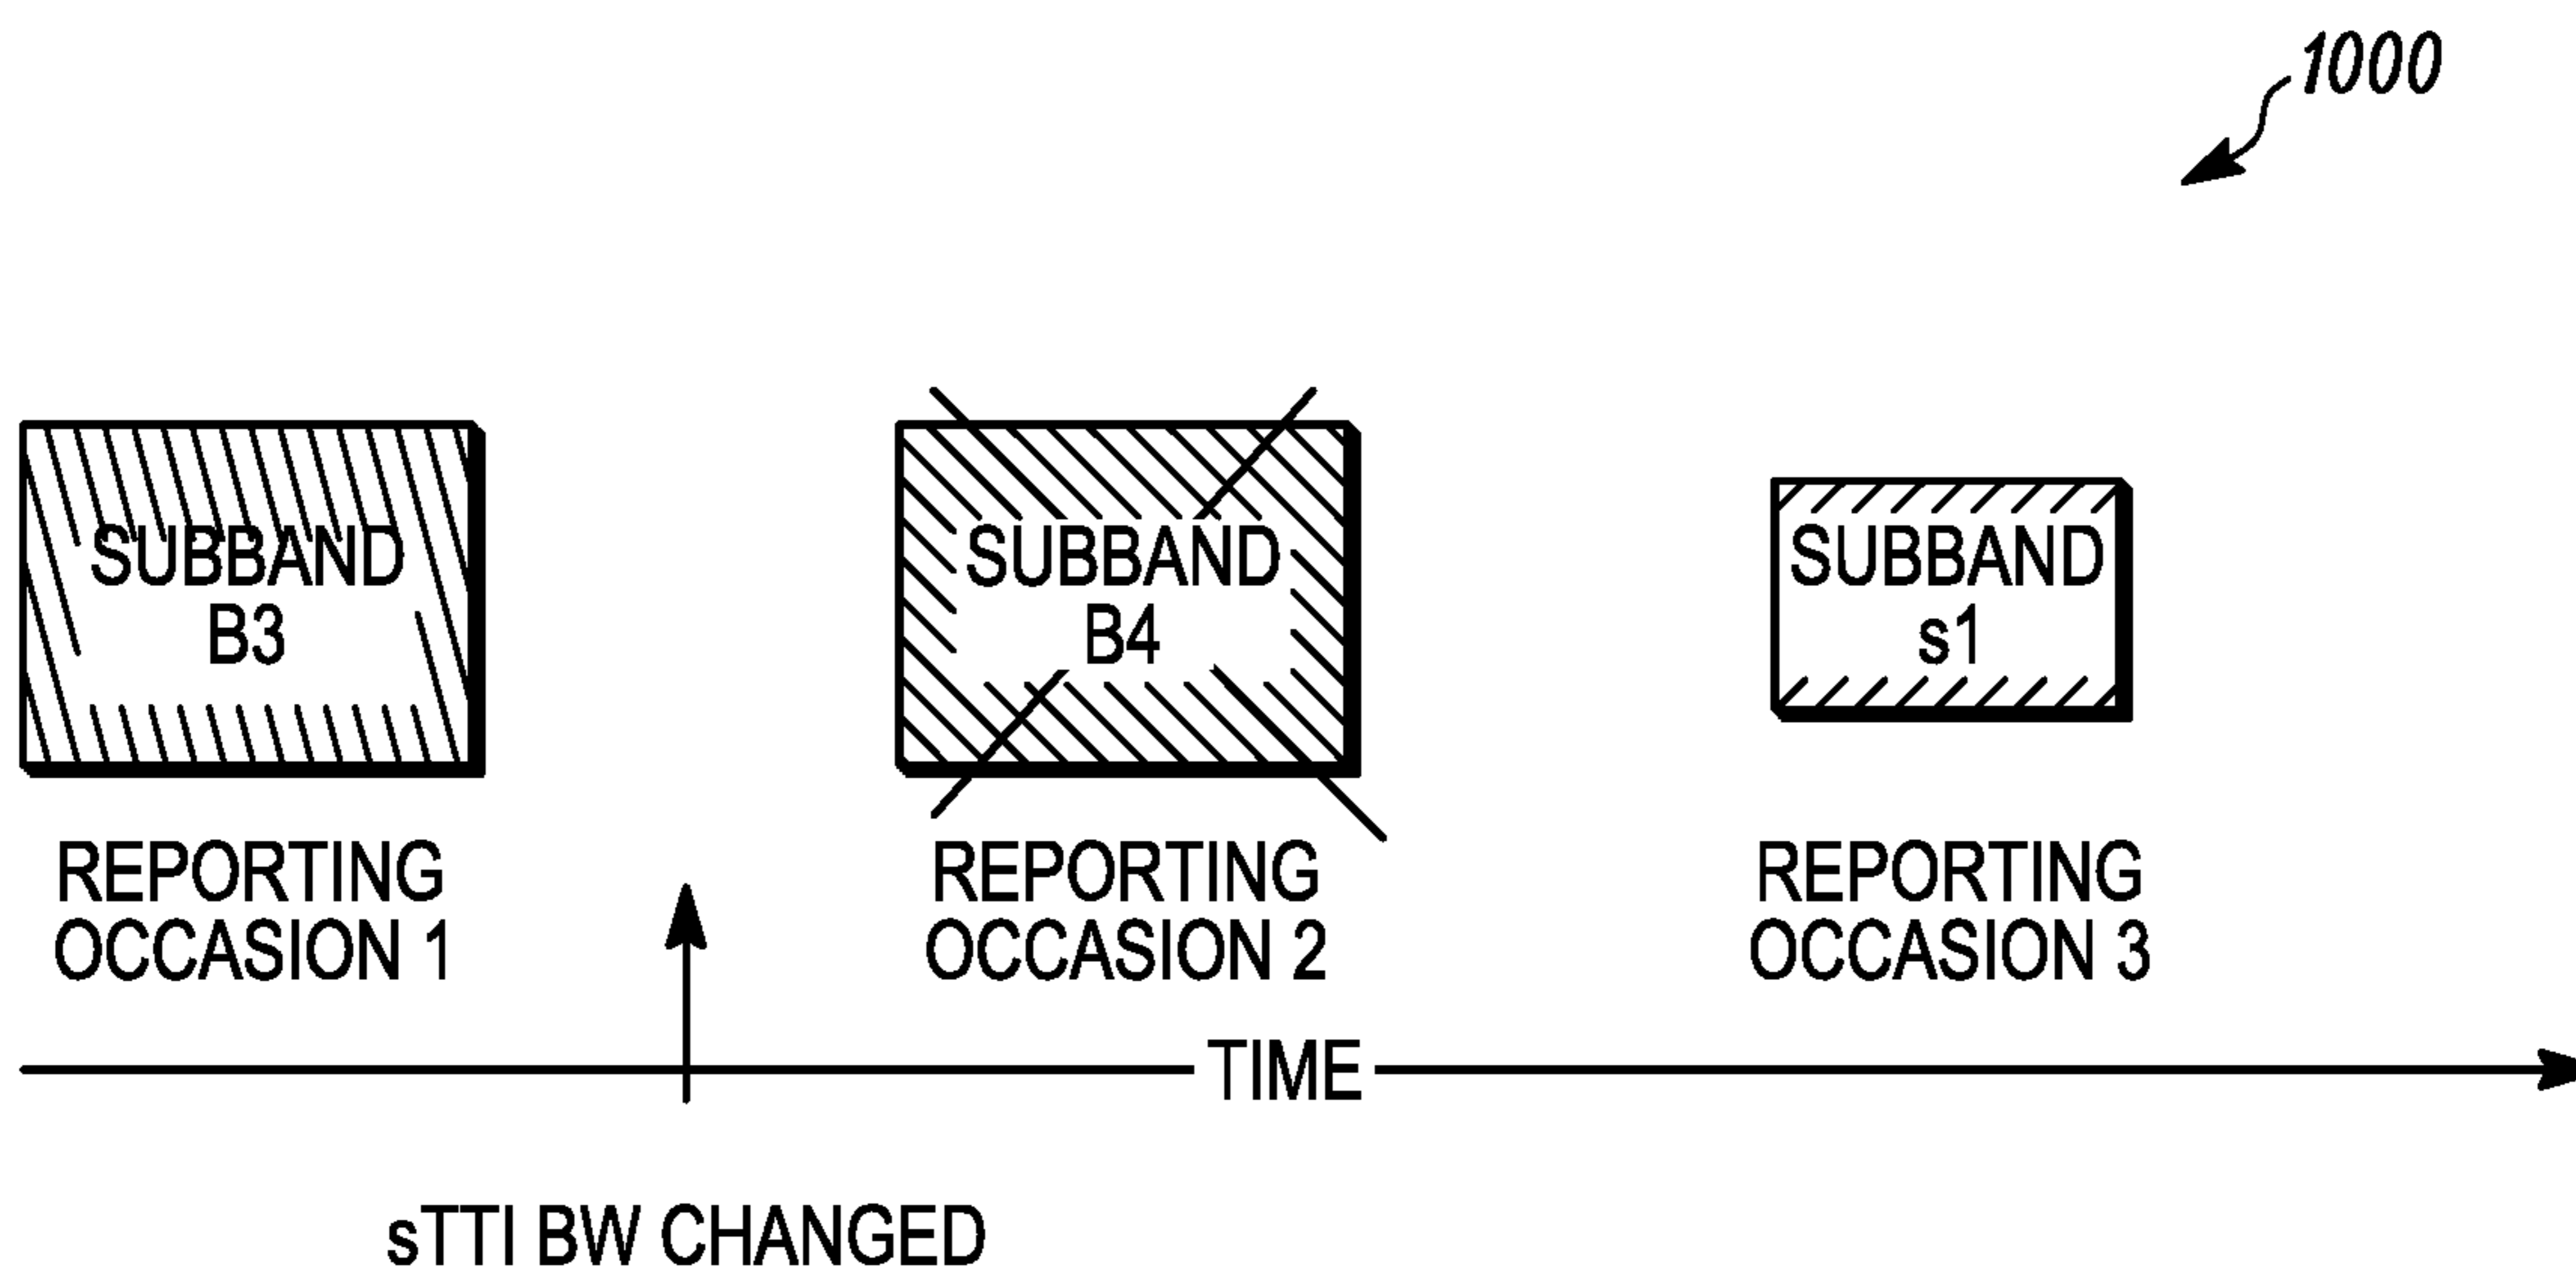 1000
SUBBAND
B3
SUBBAND
B4
SUBBAND
s1
REPORTING
OCCASION 1
REPORTING
OCCASION 2
REPORTING
OCCASION 3
TIME
sTTI BW CHANGED